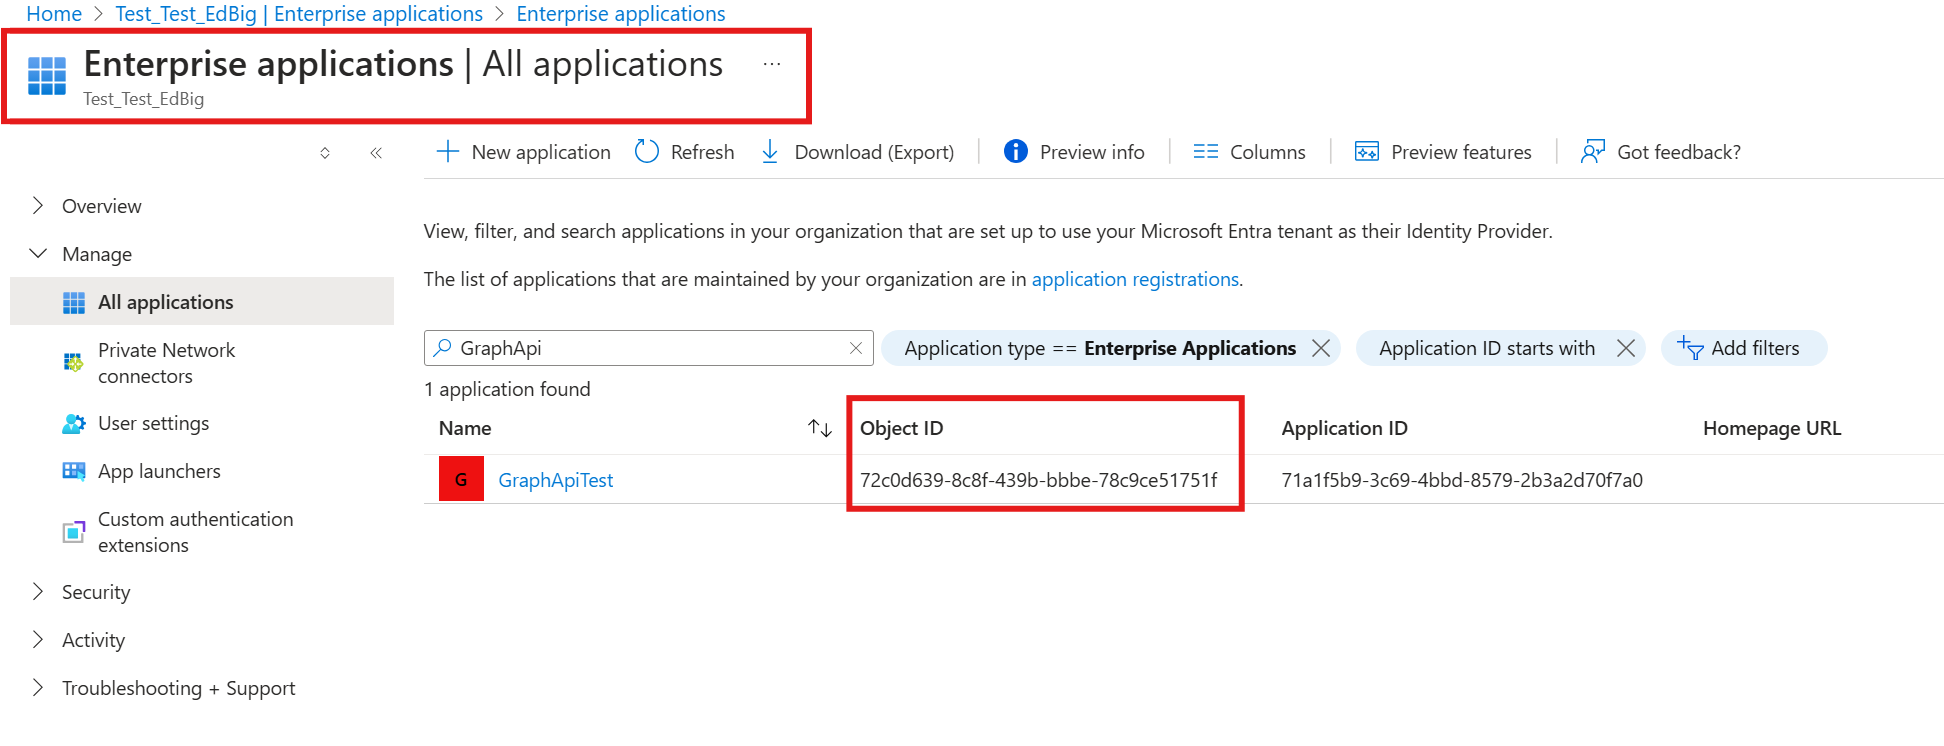 Home > Test_Test_EdBig | Enterprise applications > Enterprise applications
Enterprise applications | All applications ...
Test_Test_EdBig
New application Refresh Download (Export) Preview info Columns Preview features Got feedback?
Overview
Manage
All applications
Private Network
connectors
User settings
App launchers
Custom authentication
extensions
Security
Activity
Troubleshooting + Support
View, filter, and search applications in your organization that are set up to use your Microsoft Entra tenant as their Identity Provider.
The list of applications that are maintained by your organization are in application registrations.
GraphApi Application type == Enterprise Applications Application ID starts with Add filters
1 application found
Name Object ID Application ID Homepage URL
G GraphApiTest 72c0d639-8c8f-439b-bbbe-78c9ce51751f 71a1f5b9-3c69-4bbd-8579-2b3a2d70f7a0